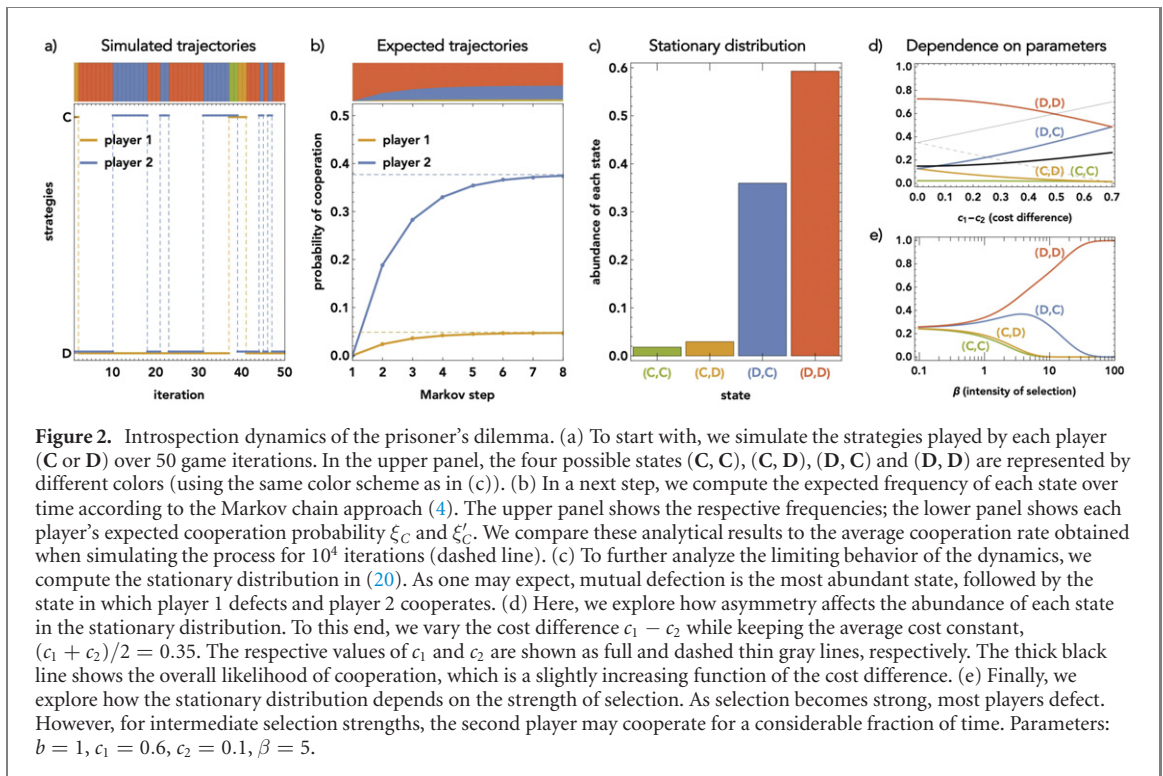 a) Simulated trajectories
C
player 1
player 2
strategies
D
10 20 30 40 50
iteration
b) Expected trajectories
0.5
0.4
0.3
0.2
0.1
0.0
probability of cooperation
player 1
player 2
1 2 3 4 5 6 7 8
Markov step
c) Stationary distribution
0.6
0.5
0.4
0.3
0.2
0.1
0.0
abundance of each state
(C,C) (C,D) (D,C) (D,D)
state
d) Dependence on parameters
1.0
0.8
0.6
0.4
0.2
0.0
(D,D)
(D,C)
(C,D) (C,C)
0.0 0.1 0.2 0.3 0.4 0.5 0.6 0.7
c₁−c₂ (cost difference)
e)
1.0
0.8
0.6
0.4
0.2
0.0
(D,D)
(D,C)
(C,D)
(C,C)
0.1 1 10 100
β (intensity of selection)
Figure 2. Introspection dynamics of the prisoner's dilemma. (a) To start with, we simulate the strategies played by each player
(C or D) over 50 game iterations. In the upper panel, the four possible states (C, C), (C, D), (D, C) and (D, D) are represented by
different colors (using the same color scheme as in (c)). (b) In a next step, we compute the expected frequency of each state over
time according to the Markov chain approach (4). The upper panel shows the respective frequencies; the lower panel shows each
player's expected cooperation probability ξ_C and ξ′_C. We compare these analytical results to the average cooperation rate obtained
when simulating the process for 10⁴ iterations (dashed line). (c) To further analyze the limiting behavior of the dynamics, we
compute the stationary distribution in (20). As one may expect, mutual defection is the most abundant state, followed by the
state in which player 1 defects and player 2 cooperates. (d) Here, we explore how asymmetry affects the abundance of each state
in the stationary distribution. To this end, we vary the cost difference c₁ − c₂ while keeping the average cost constant,
(c₁ + c₂)/2 = 0.35. The respective values of c₁ and c₂ are shown as full and dashed thin gray lines, respectively. The thick black
line shows the overall likelihood of cooperation, which is a slightly increasing function of the cost difference. (e) Finally, we
explore how the stationary distribution depends on the strength of selection. As selection becomes strong, most players defect.
However, for intermediate selection strengths, the second player may cooperate for a considerable fraction of time. Parameters:
b = 1, c₁ = 0.6, c₂ = 0.1, β = 5.